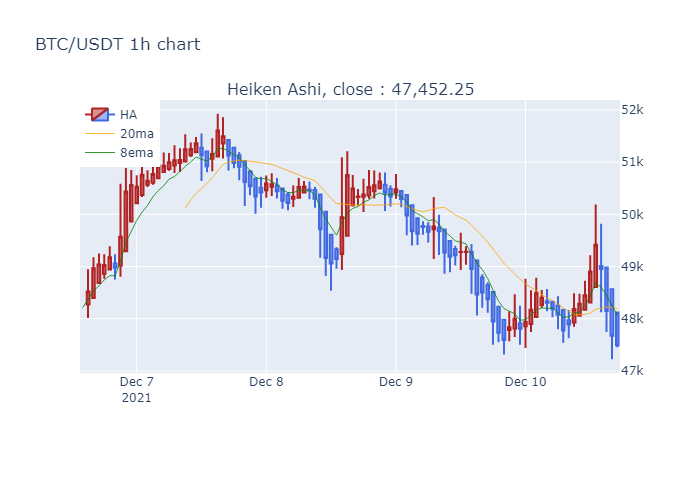 BTC/USDT 1h chart
Heiken Ashi, close : 47,452.25
HA
20ma
8ema
52k
51k
50k
49k
48k
47k
Dec 7
2021
Dec 8
Dec 9
Dec 10